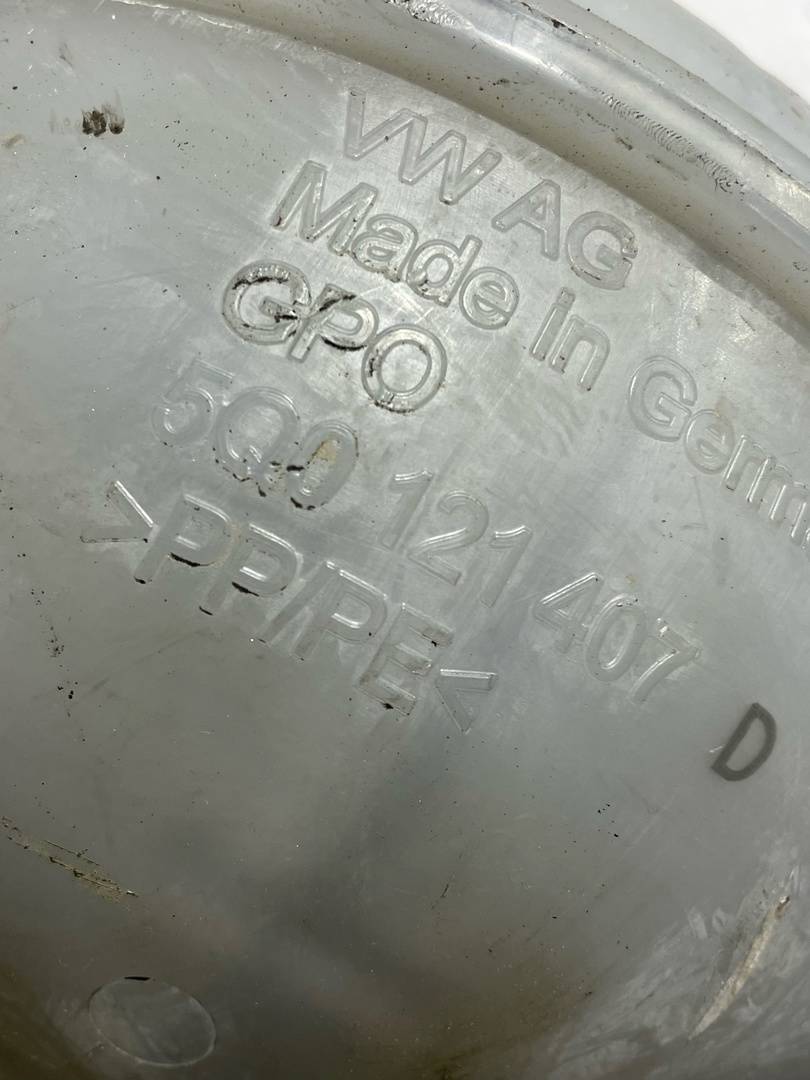 VW AG
Made in Germ
GPO
5Q0 121 407 D
>PP/PE<